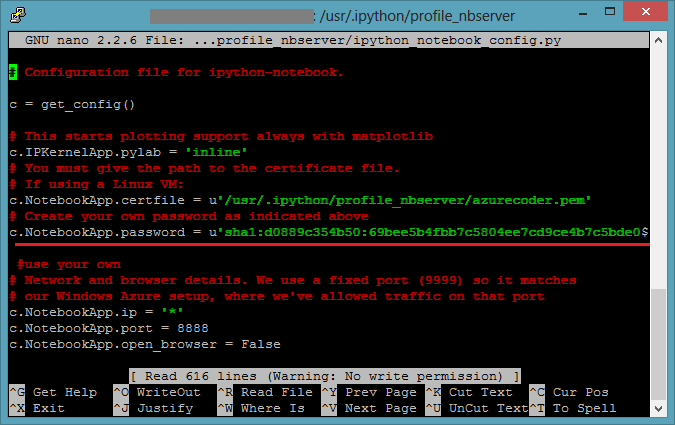 : /usr/.ipython/profile_nbserver
GNU nano 2.2.6 File: ...profile_nbserver/ipython_notebook_config.py
# Configuration file for ipython-notebook.
c = get_config()
# This starts plotting support always with matplotlib
c.IPKernelApp.pylab = 'inline'
# You must give the path to the certificate file.
# If using a Linux VM:
c.NotebookApp.certfile = u'/usr/.ipython/profile_nbserver/azurecoder.pem'
# Create your own password as indicated above
c.NotebookApp.password = u'sha1:d0889c354b50:69bee5b4fbb7c5804ee7cd9ce4b7c5bde0$
#use your own
# Network and browser details. We use a fixed port (9999) so it matches
# our Windows Azure setup, where we've allowed traffic on that port
c.NotebookApp.ip = '*'
c.NotebookApp.port = 8888
c.NotebookApp.open_browser = False
[ Read 616 lines (Warning: No write permission) ]
^G Get Help ^O WriteOut ^R Read File ^Y Prev Page ^K Cut Text ^C Cur Pos
^X Exit ^J Justify ^W Where Is ^V Next Page ^U UnCut Text ^T To Spell